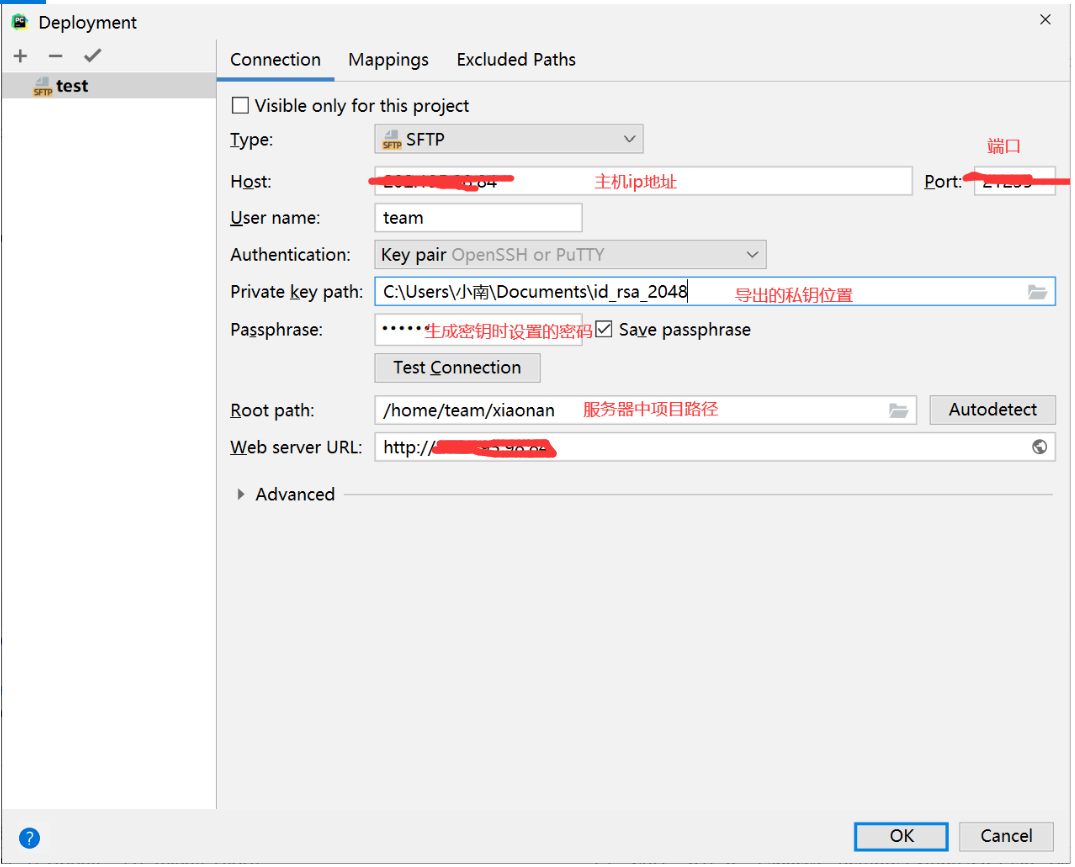 Deployment
test
Connection Mappings Excluded Paths
Visible only for this project
Type: SFTP
端口
Host: 主机ip地址 Port:
User name: team
Authentication: Key pair OpenSSH or PuTTY
Private key path: C:\Users\小南\Documents\id_rsa_2048 导出的私钥位置
Passphrase: ••••••生成密钥时设置的密码 Save passphrase
Test Connection
Root path: /home/team/xiaonan 服务器中项目路径 Autodetect
Web server URL: http://
Advanced
? OK Cancel